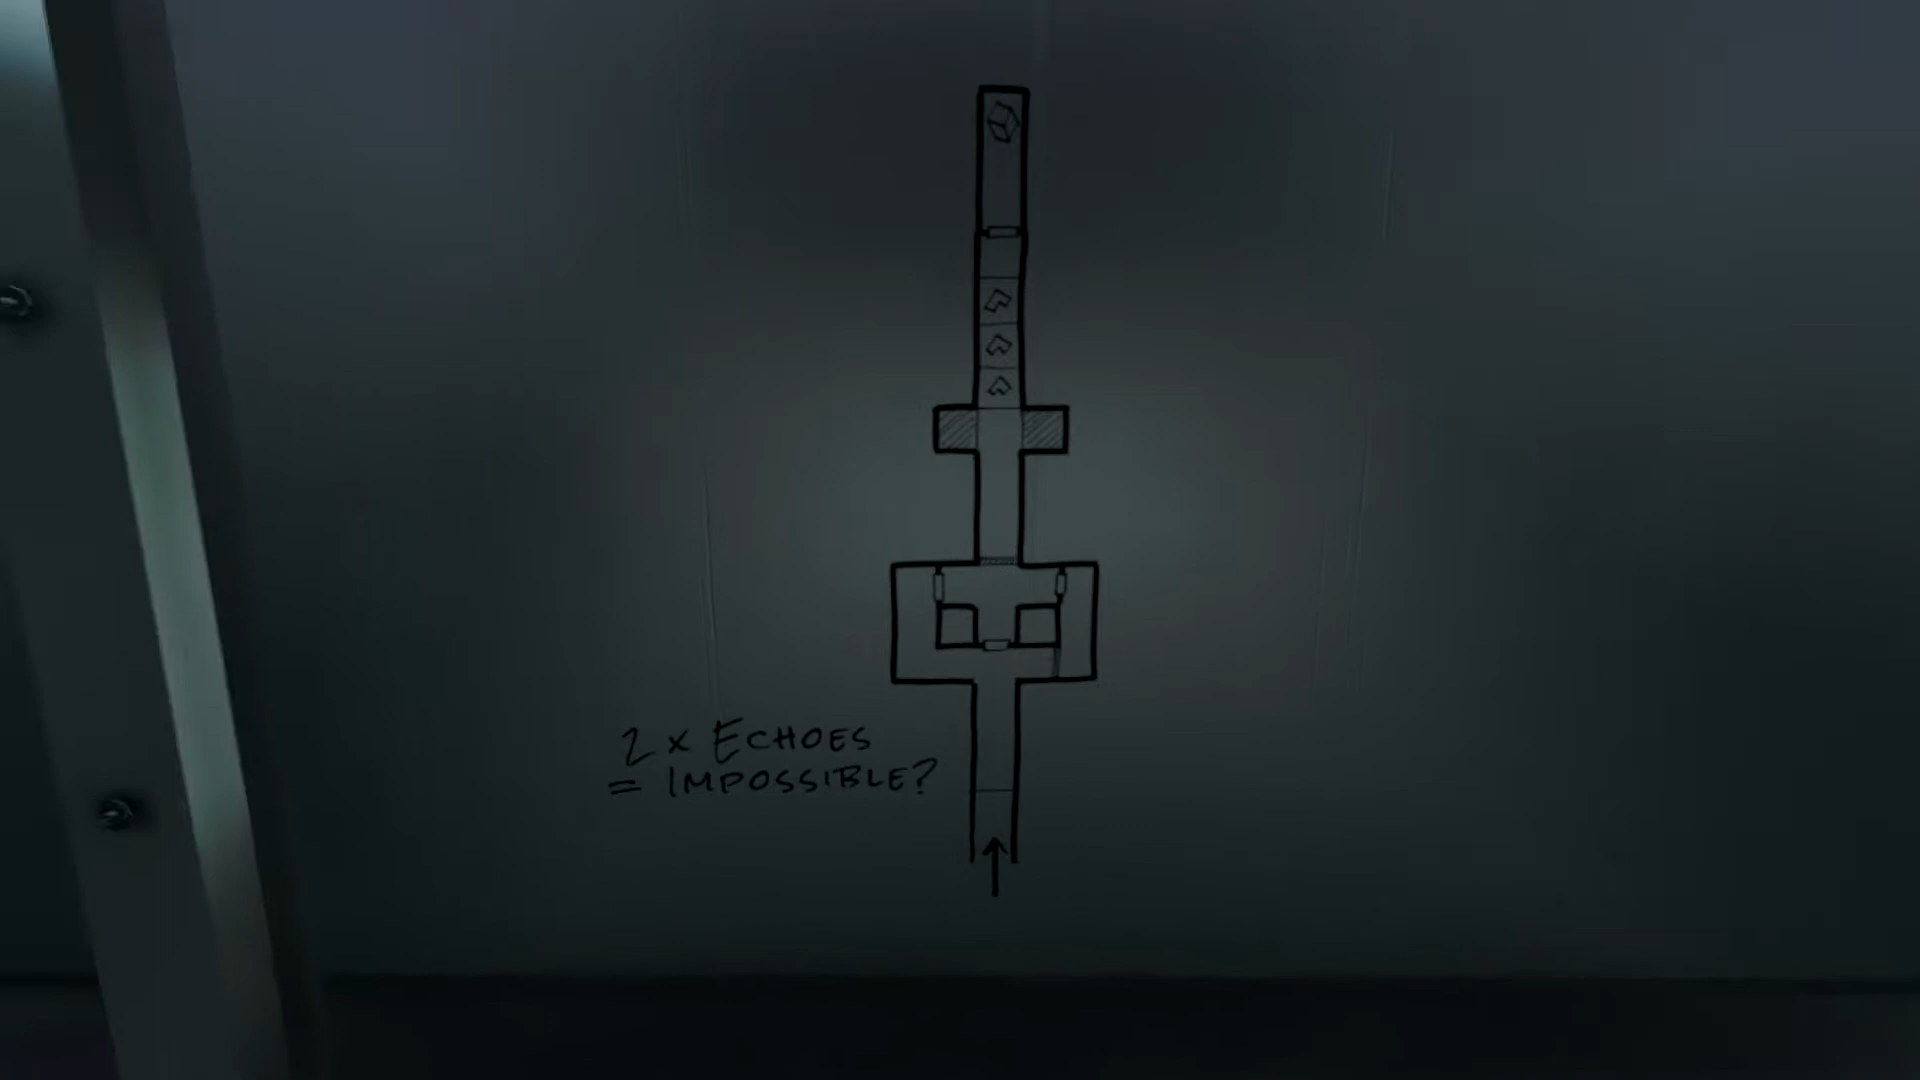 2 x ECHOES
= IMPOSSIBLE?